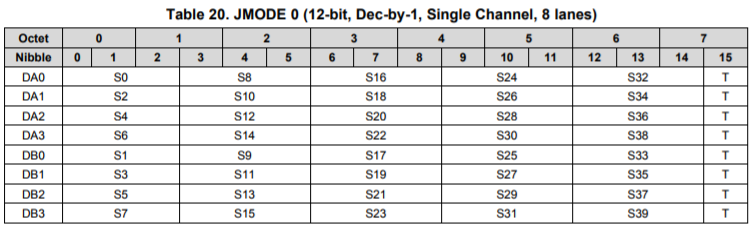 Table 20. JMODE 0 (12-bit, Dec-by-1, Single Channel, 8 lanes)
Octet 0 1 2 3 4 5 6 7
Nibble 0 1 2 3 4 5 6 7 8 9 10 11 12 13 14 15
DA0 S0 S8 S16 S24 S32 T
DA1 S2 S10 S18 S26 S34 T
DA2 S4 S12 S20 S28 S36 T
DA3 S6 S14 S22 S30 S38 T
DB0 S1 S9 S17 S25 S33 T
DB1 S3 S11 S19 S27 S35 T
DB2 S5 S13 S21 S29 S37 T
DB3 S7 S15 S23 S31 S39 T